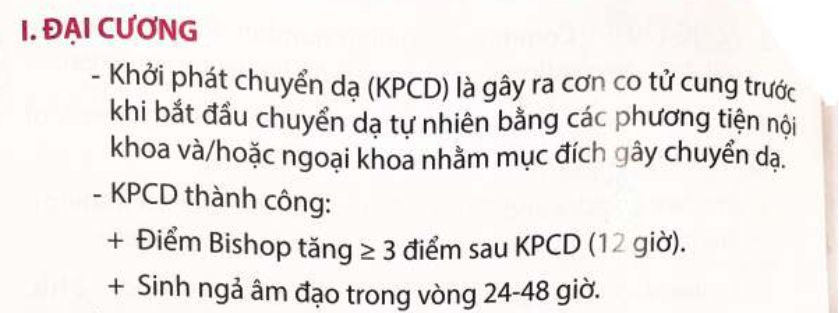 I. ĐẠI CƯƠNG
- Khởi phát chuyển dạ (KPCD) là gây ra cơn co tử cung trước
khi bắt đầu chuyển dạ tự nhiên bằng các phương tiện nội
khoa và/hoặc ngoại khoa nhằm mục đích gây chuyển dạ.
- KPCD thành công:
+ Điểm Bishop tăng ≥ 3 điểm sau KPCD (12 giờ).
+ Sinh ngả âm đạo trong vòng 24-48 giờ.